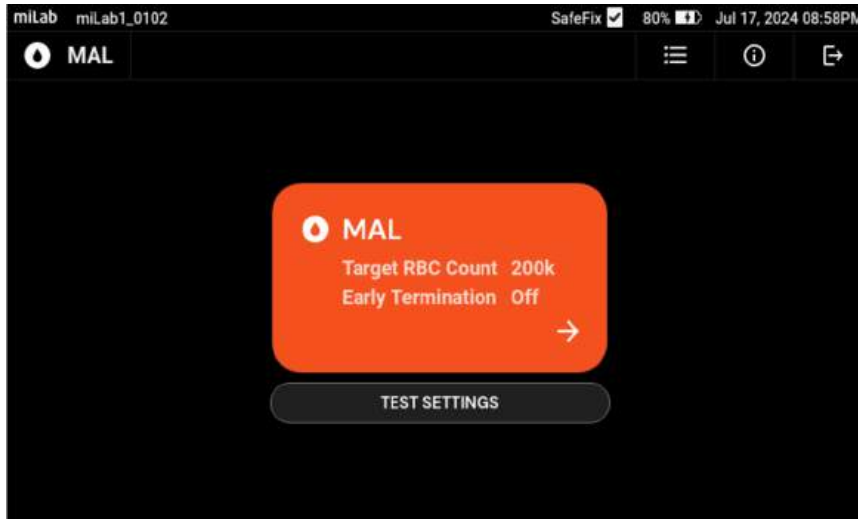 miLab miLab1_0102 SafeFix 80% Jul 17, 2024 08:58PM
MAL
MAL
Target RBC Count 200k
Early Termination Off
TEST SETTINGS